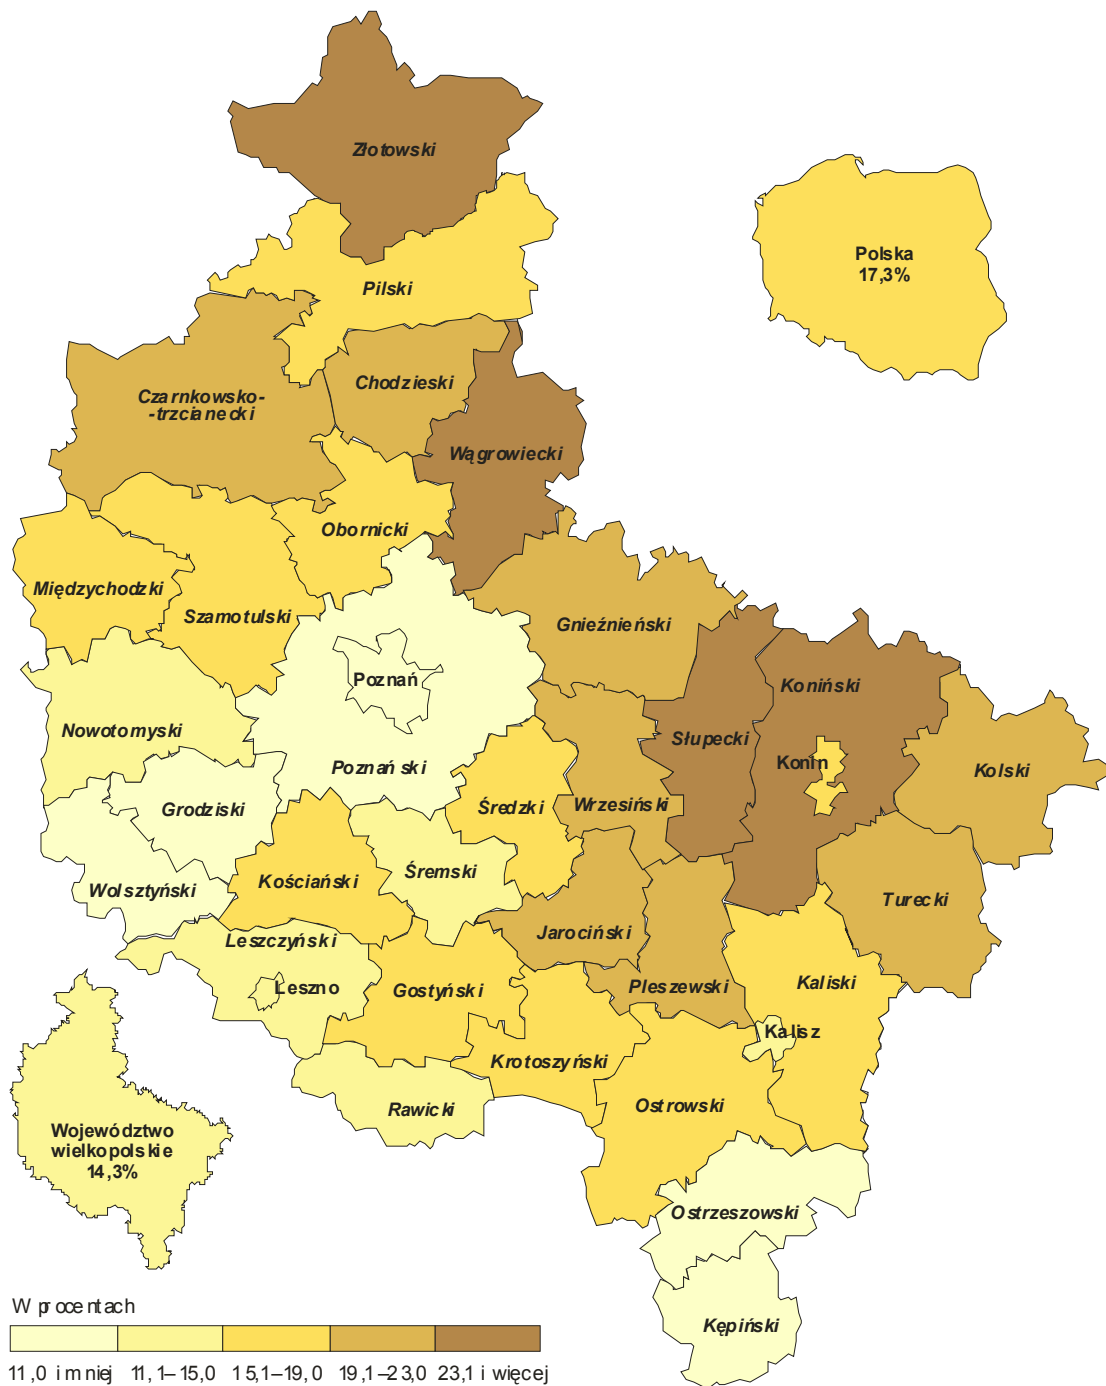 Złotowski
Polska
17,3%
Pilski
Chodzieski
Czarnkowsko-
-trzcianecki
Wągrowiecki
Obornicki
Międzychodzki
Szamotulski
Gnieźnieński
Poznań
Koniński
Nowotomyski
Słupecki
Poznański
Konin
Kolski
Grodziski
Średzki
Wrzesiński
Kościański
Śremski
Wolsztyński
Turecki
Jarociński
Leszczyński
Leszno
Gostyński
Pleszewski
Kaliski
Kalisz
Krotoszyński
Rawicki
Ostrowski
Województwo
wielkopolskie
14,3%
Ostrzeszowski
Kępiński
W procentach
11,0 i mniej 11,1–15,0 15,1–19,0 19,1–23,0 23,1 i więcej